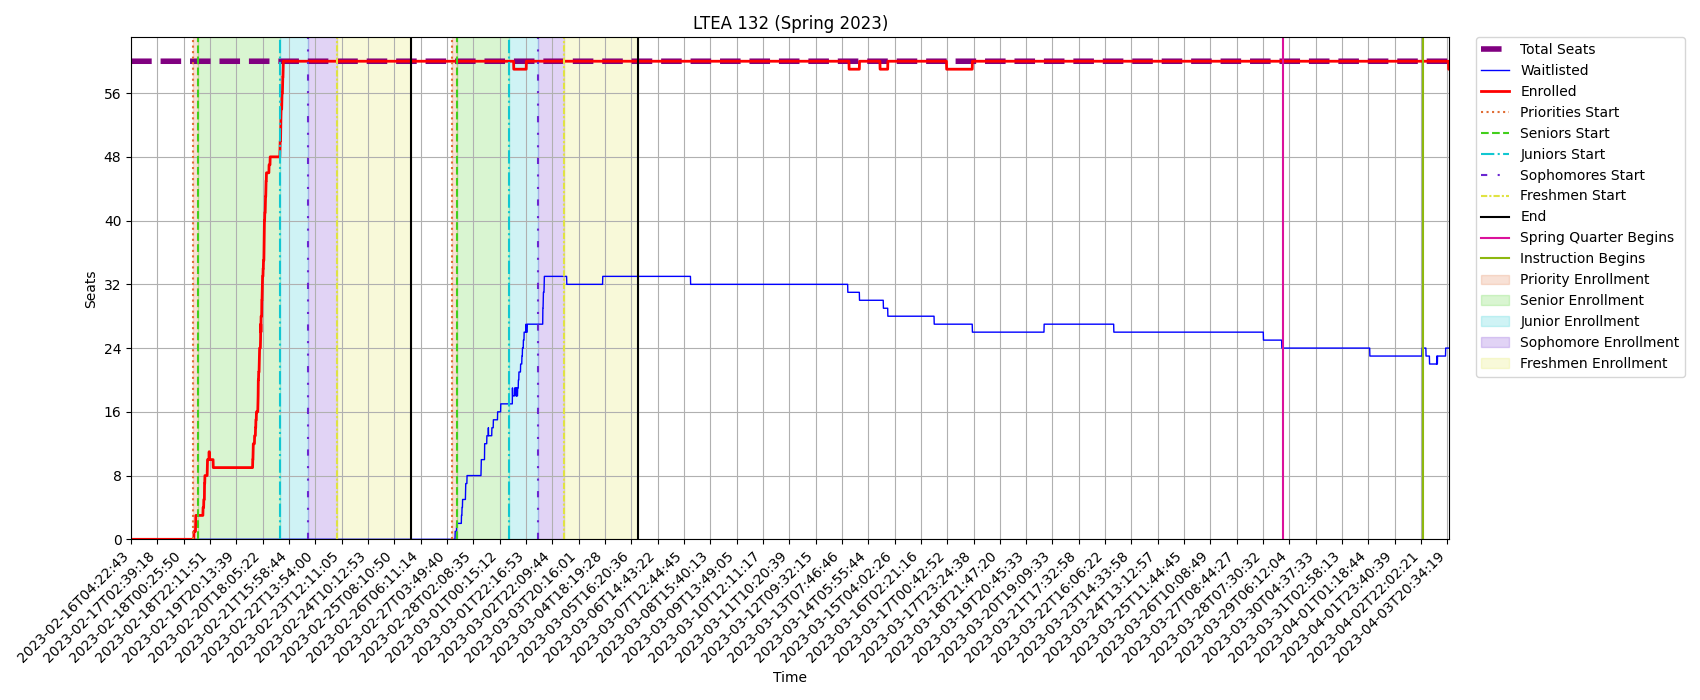 LTEA 132 (Spring 2023)
Seats
56
48
40
32
24
16
8
0
2023-02-16T04:22:43
2023-02-17T02:39:18
2023-02-18T00:25:50
2023-02-18T22:11:51
2023-02-19T20:13:39
2023-02-20T18:05:22
2023-02-21T15:58:44
2023-02-22T13:54:00
2023-02-23T12:11:05
2023-02-24T10:12:53
2023-02-25T08:10:50
2023-02-26T06:11:14
2023-02-27T03:49:40
2023-02-28T02:08:35
2023-03-01T00:15:12
2023-03-01T22:16:53
2023-03-02T22:09:44
2023-03-03T20:16:01
2023-03-04T18:19:28
2023-03-05T16:20:36
2023-03-06T14:43:22
2023-03-07T12:44:45
2023-03-08T15:40:13
2023-03-09T13:49:05
2023-03-10T12:11:17
2023-03-11T10:20:39
2023-03-12T09:32:15
2023-03-13T07:46:46
2023-03-14T05:55:44
2023-03-15T04:02:26
2023-03-16T02:21:16
2023-03-17T00:42:52
2023-03-17T23:24:38
2023-03-18T21:47:20
2023-03-19T20:45:33
2023-03-20T19:09:33
2023-03-21T17:32:58
2023-03-22T16:06:22
2023-03-23T14:33:58
2023-03-24T13:12:57
2023-03-25T11:44:45
2023-03-26T10:08:49
2023-03-27T08:44:27
2023-03-28T07:30:32
2023-03-29T06:12:04
2023-03-30T04:37:33
2023-03-31T02:58:13
2023-04-01T01:18:44
2023-04-01T23:40:39
2023-04-02T22:02:21
2023-04-03T20:34:19
Time
Total Seats
Waitlisted
Enrolled
Priorities Start
Seniors Start
Juniors Start
Sophomores Start
Freshmen Start
End
Spring Quarter Begins
Instruction Begins
Priority Enrollment
Senior Enrollment
Junior Enrollment
Sophomore Enrollment
Freshmen Enrollment